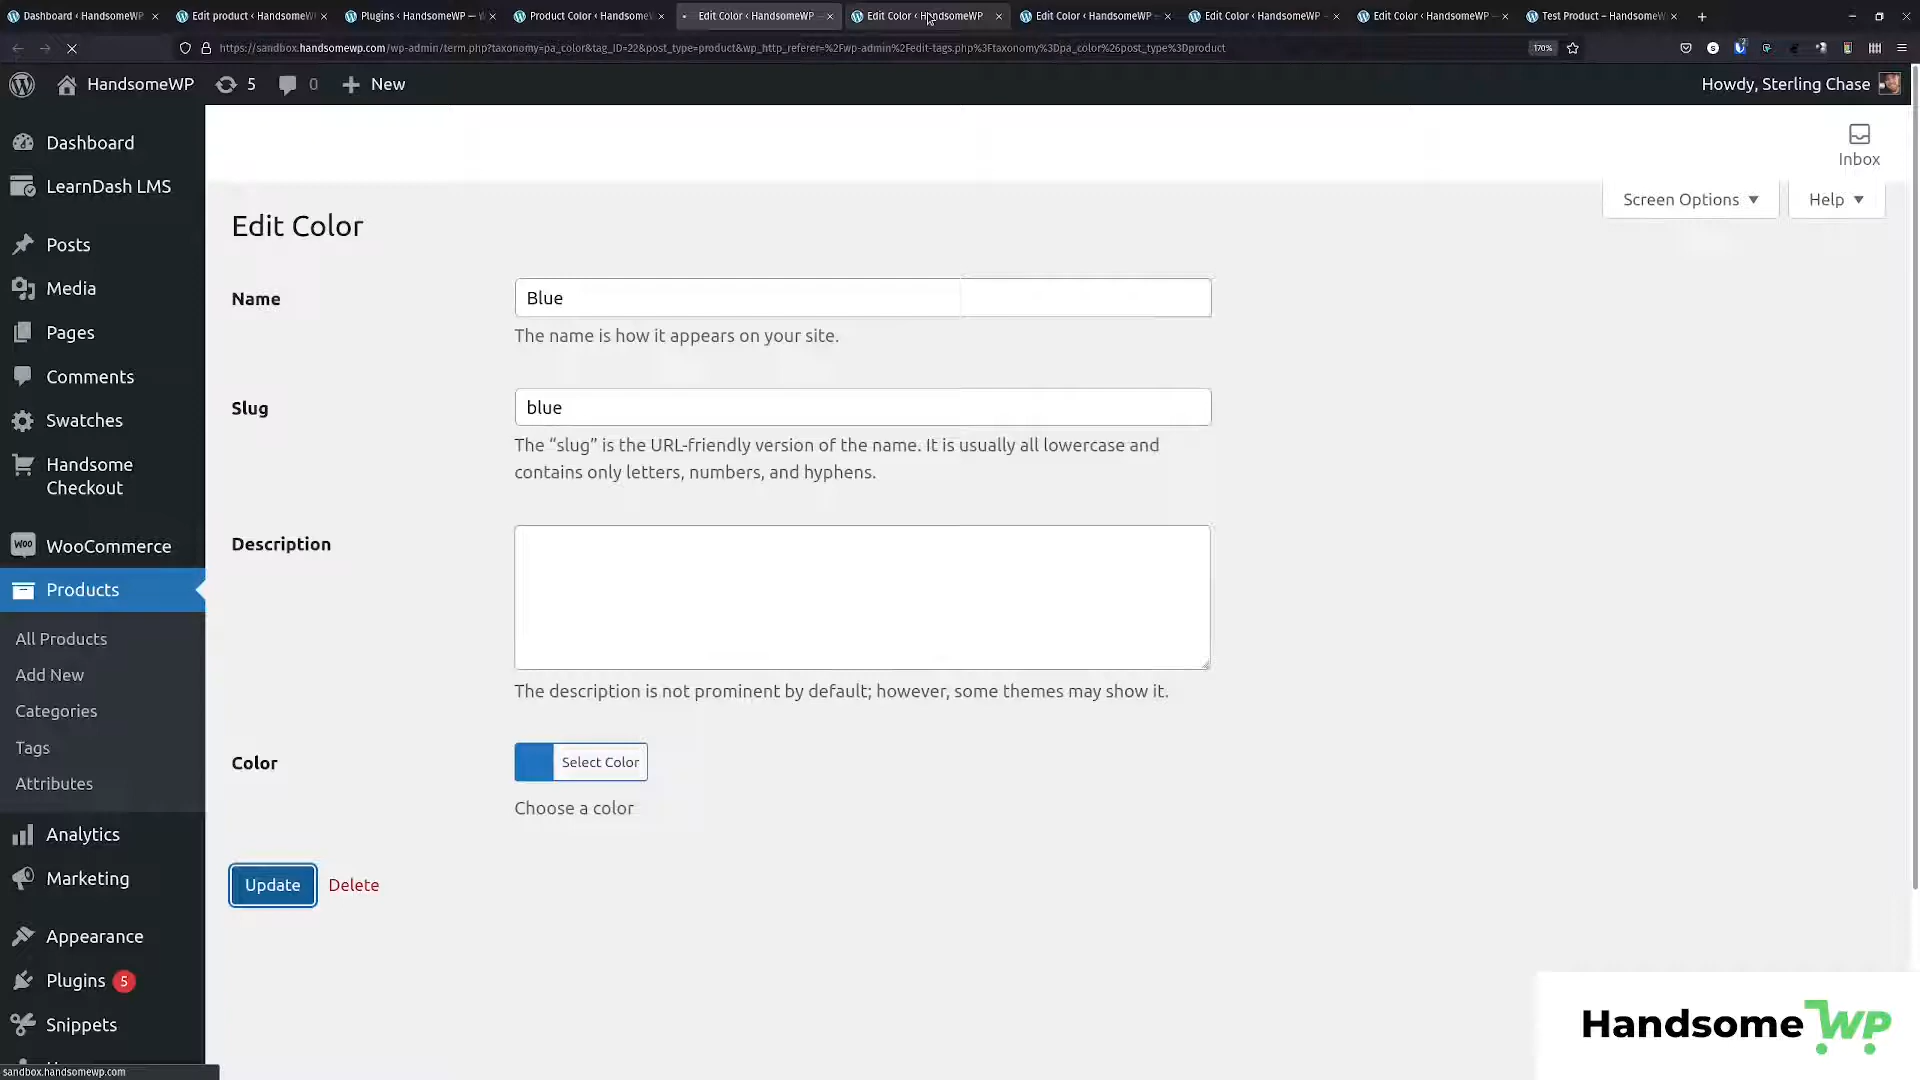 Dashboard ‹ HandsomeWP
Edit product ‹ HandsomeW
Plugins ‹ HandsomeWP — W
Product Color ‹ Handsome
Edit Color ‹ HandsomeWP —
Edit Color ‹ HandsomeWP
Edit Color ‹ HandsomeWP —
Edit Color ‹ HandsomeWP —
Edit Color ‹ HandsomeWP —
Test Product – HandsomeW
https://sandbox.handsomewp.com/wp-admin/term.php?taxonomy=pa_color&tag_ID=22&post_type=product&wp_http_referer=%2Fwp-admin%2Fedit-tags.php%3Ftaxonomy%3Dpa_color%26post_type%3Dproduct
170%
HandsomeWP
5
0
New
Howdy, Sterling Chase
Dashboard
LearnDash LMS
Posts
Media
Pages
Comments
Swatches
Handsome
Checkout
WooCommerce
Products
All Products
Add New
Categories
Tags
Attributes
Analytics
Marketing
Appearance
Plugins 5
Snippets
sandbox.handsomewp.com
Inbox
Screen Options
Help
Edit Color
Name
Blue
The name is how it appears on your site.
Slug
blue
The “slug” is the URL-friendly version of the name. It is usually all lowercase and
contains only letters, numbers, and hyphens.
Description
The description is not prominent by default; however, some themes may show it.
Color
Select Color
Choose a color
Update
Delete
HandsomeWP